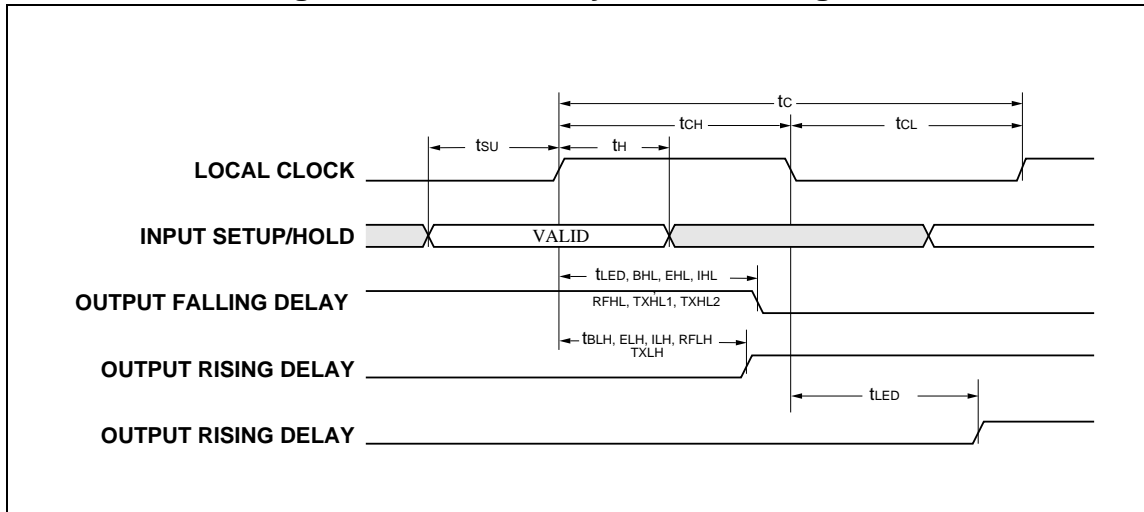 tC
tCH tCL
tSU tH
LOCAL CLOCK
INPUT SETUP/HOLD VALID
tLED, BHL, EHL, IHL
OUTPUT FALLING DELAY RFHL, TXHL1, TXHL2
tBLH, ELH, ILH, RFLH
TXLH
OUTPUT RISING DELAY
tLED
OUTPUT RISING DELAY